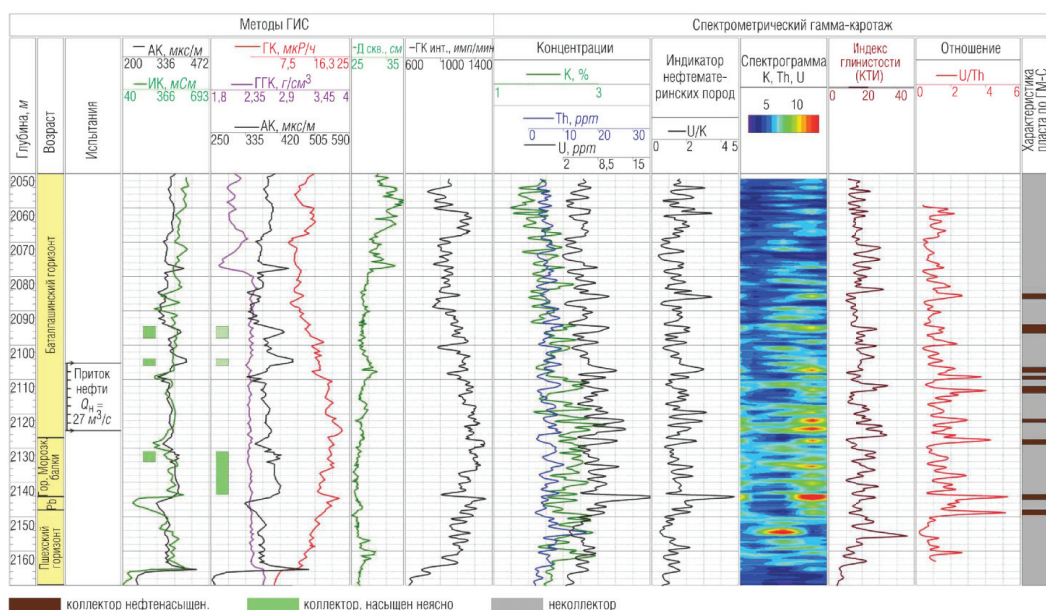 Методы ГИС
Спектрометрический гамма-каротаж
Глубина, м
Возраст
Испытания
АК, мкс/м
200 336 472
ИК, мСм
40 366 693
ГК, мкР/ч
7,5 16,3 25
ГГК, г/см³
1,8 2,35 2,9 3,45 4
АК, мкс/м
250 335 420 505 590
Д скв., см
25 35
ГК инт., имп/мин
600 1000 1400
Концентрации
K, %
1 3
Th, ppm
0 10 20 30
U, ppm
2 8,5 15
Индикатор
нефтемате-
ринских пород
U/K
0 2 4 5
Спектрограмма
K, Th, U
5 10
Индекс
глинистости
(КТИ)
0 20 40
Отношение
U/Th
0 2 4 6
Характеристика
пласта по ГМ-С
2050
2060
2070
2080
2090
2100
2110
2120
2130
2140
2150
2160
Баталпашинский горизонт
Гор. Морозк.
балки
Pb
Пшехский
горизонт
Приток
нефти
Qн =
27 м³/с
коллектор нефтенасыщен.
коллектор, насыщен неясно
неколлектор